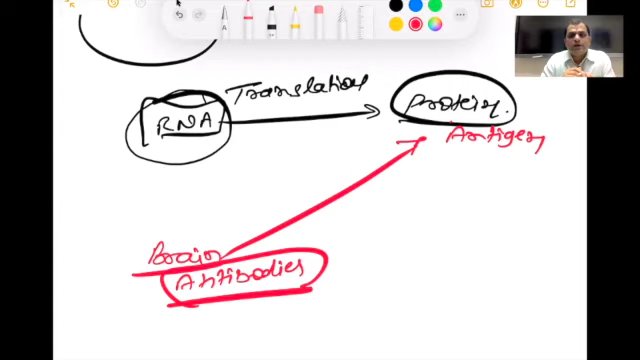 Translation
RNA
Protein.
Antigen
Brain
Antibodies